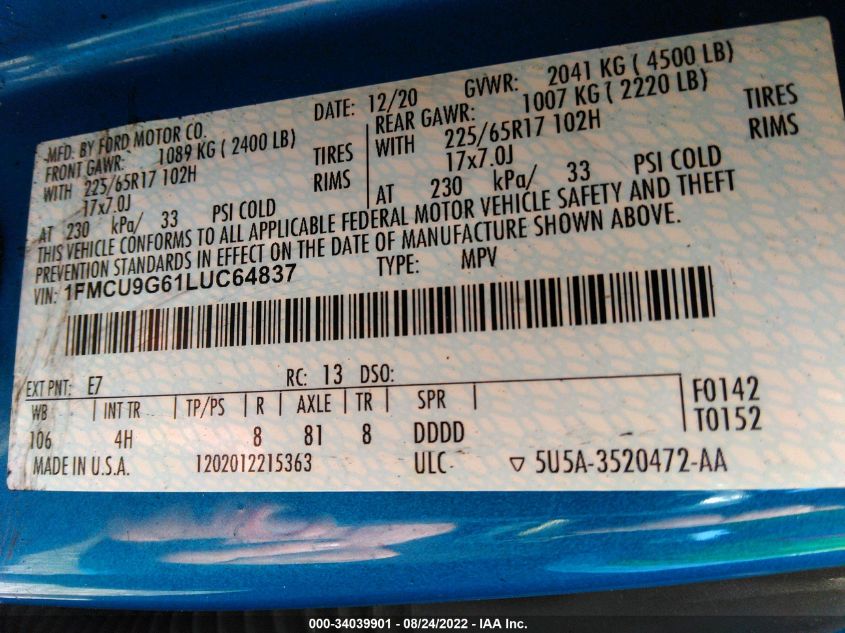 MFD. BY FORD MOTOR CO. DATE: 12/20 GVWR: 2041 KG ( 4500 LB)
FRONT GAWR: 1089 KG ( 2400 LB) REAR GAWR: 1007 KG ( 2220 LB)
WITH 225/65R17 102H TIRES WITH 225/65R17 102H TIRES
17x7.0J RIMS 17x7.0J RIMS
AT 230 kPa/ 33 PSI COLD AT 230 kPa/ 33 PSI COLD
THIS VEHICLE CONFORMS TO ALL APPLICABLE FEDERAL MOTOR VEHICLE SAFETY AND THEFT
PREVENTION STANDARDS IN EFFECT ON THE DATE OF MANUFACTURE SHOWN ABOVE.
VIN: 1FMCU9G61LUC64837 TYPE: MPV
EXT PNT: E7 RC: 13 DSO:
WB INT TR TP/PS R AXLE TR SPR F0142
106 4H 8 81 8 DDDD T0152
MADE IN U.S.A. 1202012215363 ULC ▽ 5U5A-3520472-AA
000-34039901 - 08/24/2022 - IAA Inc.